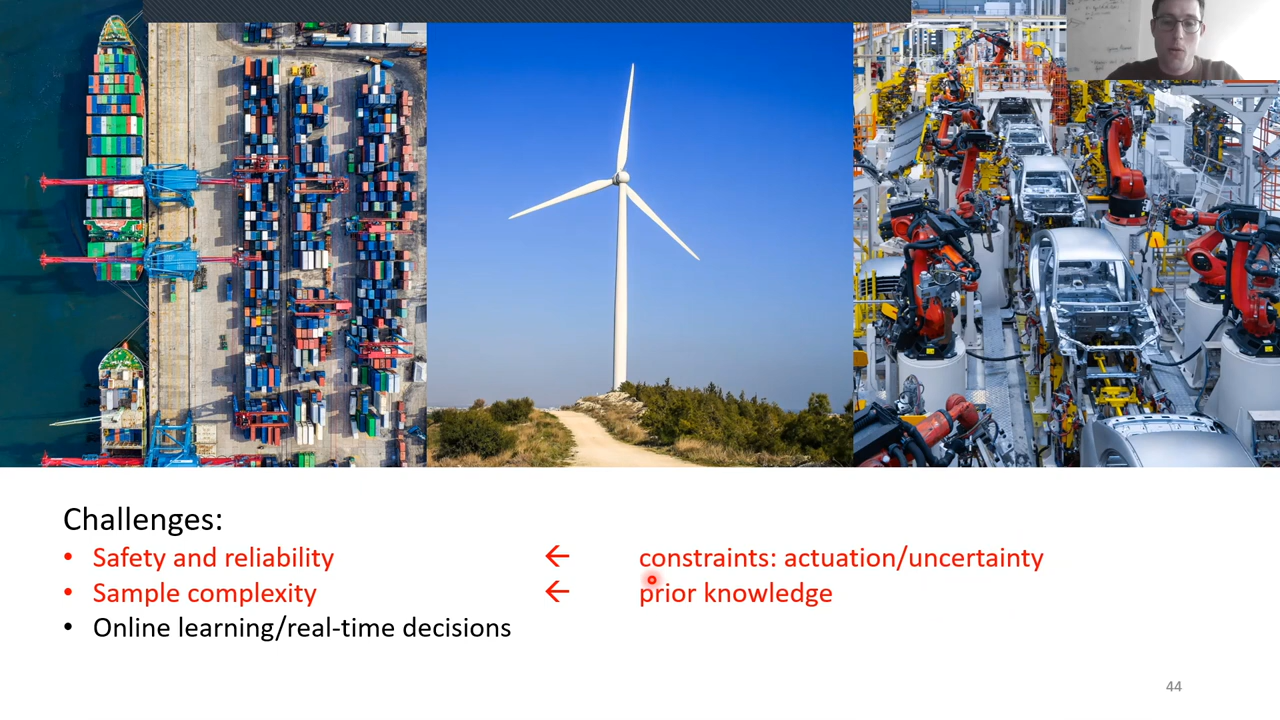 Challenges:
• Safety and reliability ← constraints: actuation/uncertainty
• Sample complexity ← prior knowledge
• Online learning/real-time decisions
44